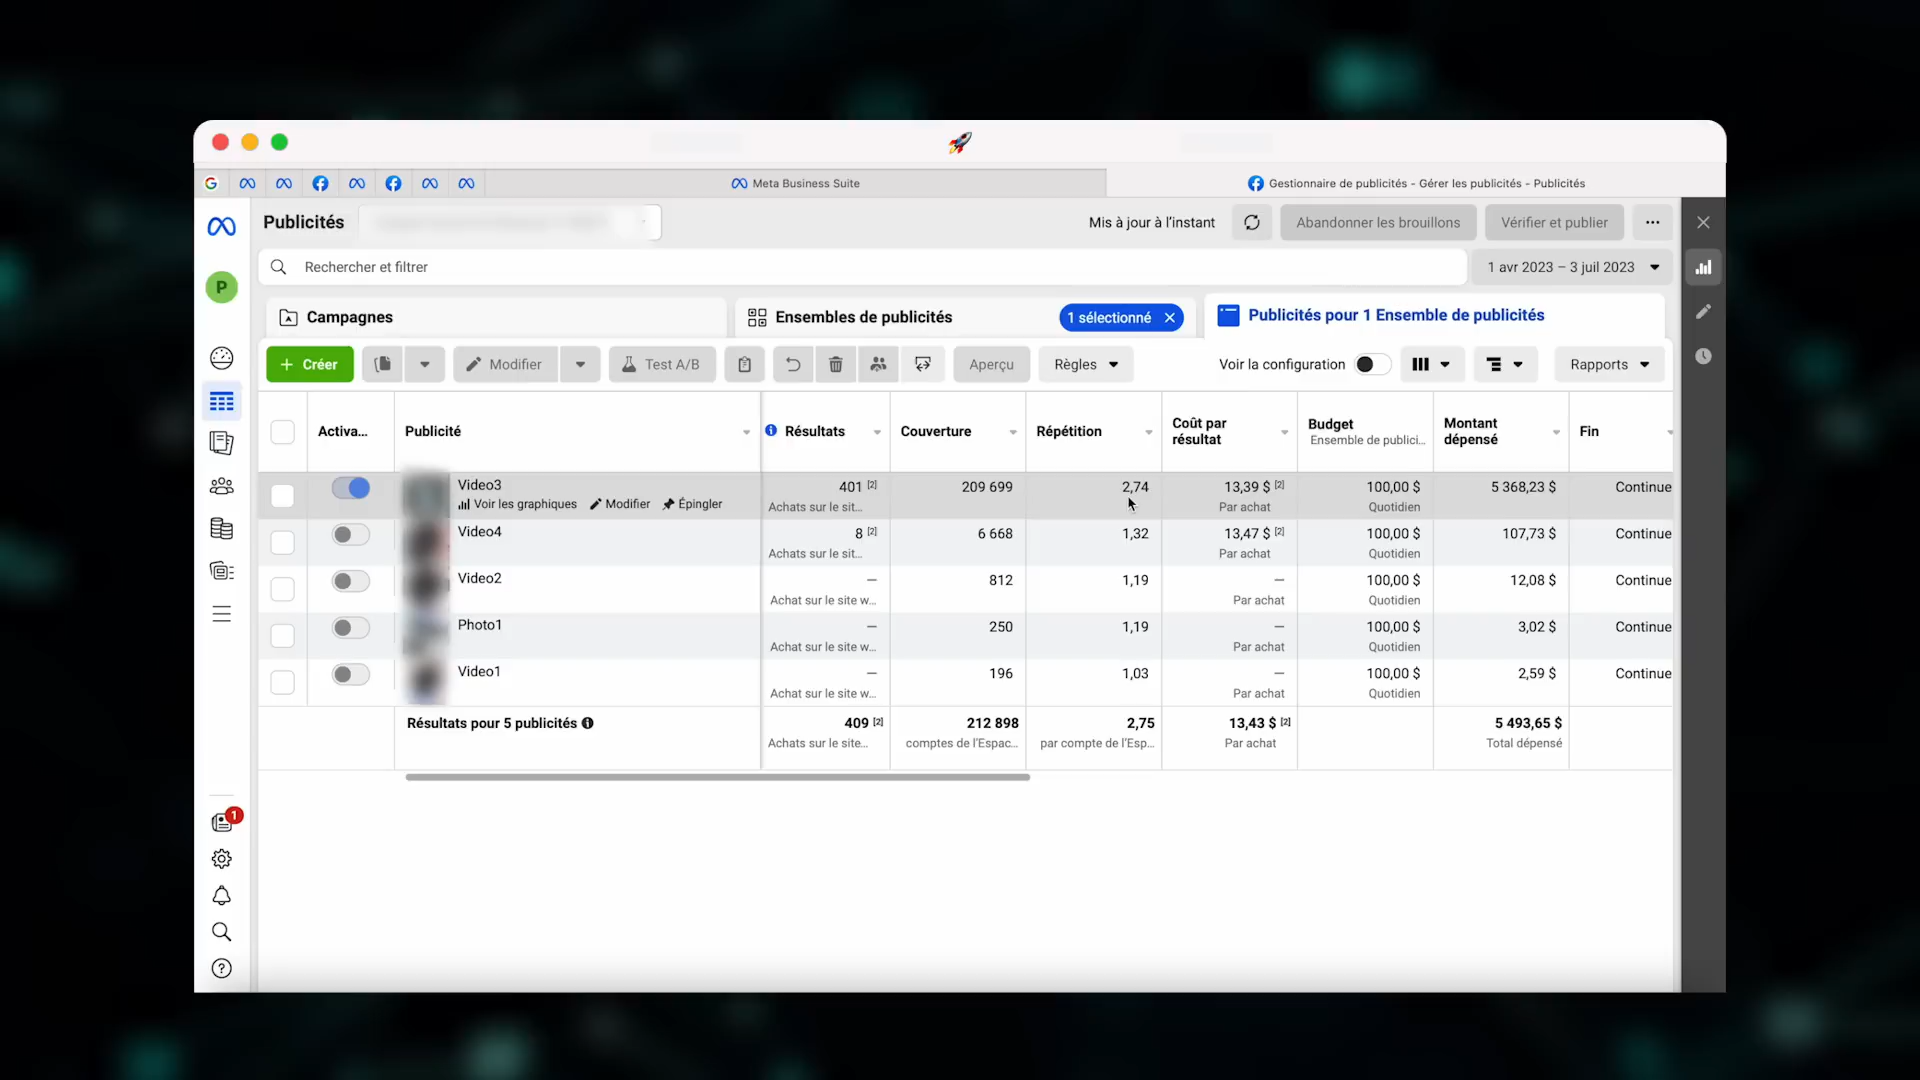 Meta Business Suite
Gestionnaire de publicités - Gérer les publicités - Publicités
Publicités
Mis à jour à l'instant
Abandonner les brouillons
Vérifier et publier
P
Rechercher et filtrer
1 avr 2023 – 3 juil 2023
Campagnes
Ensembles de publicités
1 sélectionné
Publicités pour 1 Ensemble de publicités
+ Créer
Modifier
Test A/B
Aperçu
Règles
Voir la configuration
Rapports
Activa...
Publicité
Résultats
Couverture
Répétition
Coût par résultat
Budget
Ensemble de publici...
Montant dépensé
Fin
Video3
Voir les graphiques
Modifier
Épingler
401 [2]
Achats sur le sit...
209 699
2,74
13,39 $ [2]
Par achat
100,00 $
Quotidien
5 368,23 $
Continue
Video4
8 [2]
Achats sur le sit...
6 668
1,32
13,47 $ [2]
Par achat
100,00 $
Quotidien
107,73 $
Continue
Video2
—
Achat sur le site w...
812
1,19
—
Par achat
100,00 $
Quotidien
12,08 $
Continue
Photo1
—
Achat sur le site w...
250
1,19
—
Par achat
100,00 $
Quotidien
3,02 $
Continue
Video1
—
Achat sur le site w...
196
1,03
—
Par achat
100,00 $
Quotidien
2,59 $
Continue
Résultats pour 5 publicités
409 [2]
Achats sur le site...
212 898
comptes de l'Espac...
2,75
par compte de l'Esp...
13,43 $ [2]
Par achat
5 493,65 $
Total dépensé
1